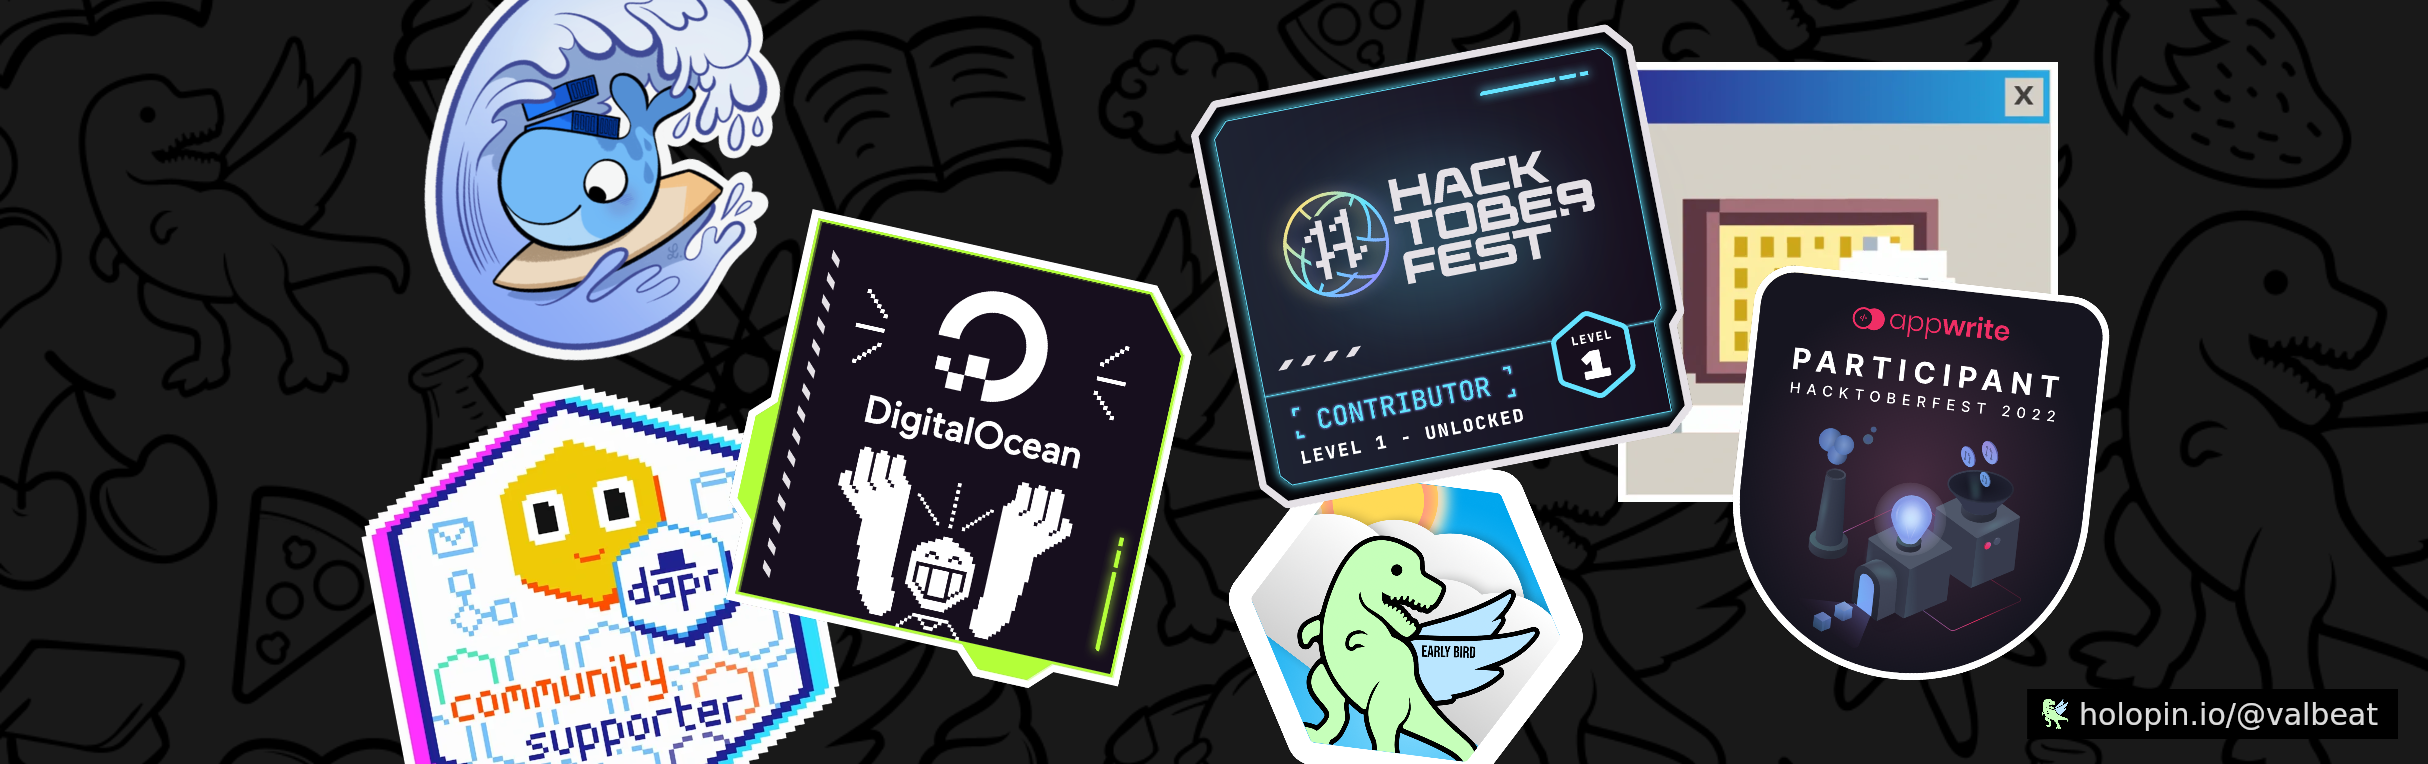 HACK
TOBER
FEST
LEVEL
1
CONTRIBUTOR
LEVEL 1 - UNLOCKED
X
DigitalOcean
appwrite
PARTICIPANT
HACKTOBERFEST 2022
dapr
community
supporter
EARLY BIRD
holopin.io/@valbeat